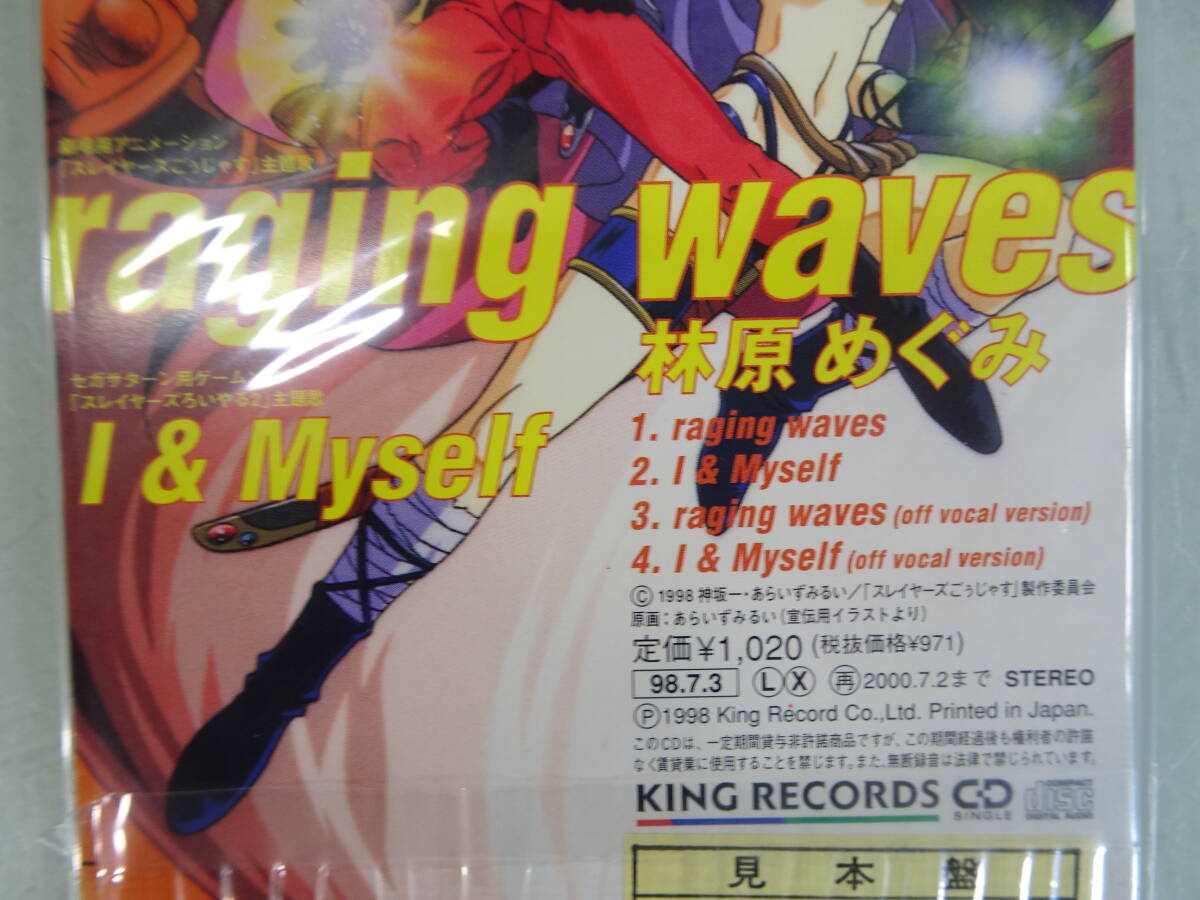 劇場用アニメーション
「スレイヤーズごぅじゃす」主題歌
raging waves
林原めぐみ
セガサターン用ゲーム
「スレイヤーズろいやる2」主題歌
I & Myself
1. raging waves
2. I & Myself
3. raging waves (off vocal version)
4. I & Myself (off vocal version)
Ⓒ 1998 神坂一・あらいずみるい/「スレイヤーズごぅじゃす」製作委員会
原画：あらいずみるい(宣伝用イラストより)
定価¥1,020 (税抜価格¥971)
98.7.3 Ⓛ Ⓧ ㊢ 2000.7.2まで STEREO
Ⓟ1998 King Record Co.,Ltd. Printed in Japan.
このCDは、一定期間貸与非許諾商品ですが、この期間経過後も権利者の許諾
なく賃貸業に使用することを禁じます。また、無断録音は法律で禁じられています。
KING RECORDS CD SINGLE COMPACT disc DIGITAL AUDIO
見本盤